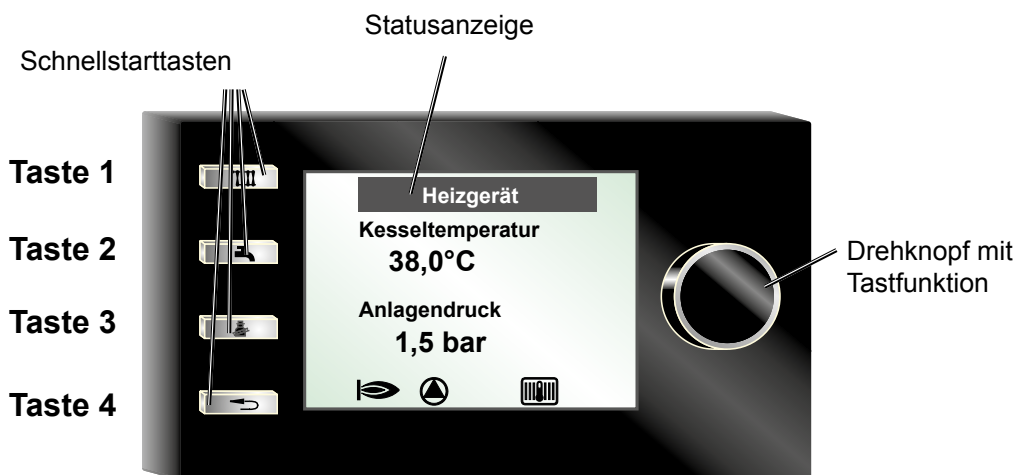 Statusanzeige
Schnellstarttasten
Taste 1
Taste 2
Taste 3
Taste 4
Heizgerät
Kesseltemperatur
38,0°C
Anlagendruck
1,5 bar
Drehknopf mit
Tastfunktion